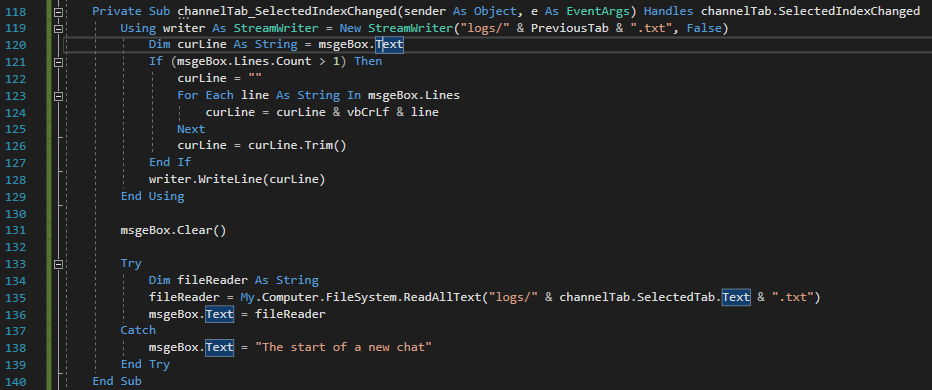 118 Private Sub channelTab_SelectedIndexChanged(sender As Object, e As EventArgs) Handles channelTab.SelectedIndexChanged
119 Using writer As StreamWriter = New StreamWriter("logs/" & PreviousTab & ".txt", False)
120 Dim curLine As String = msgeBox.Text
121 If (msgeBox.Lines.Count > 1) Then
122 curLine = ""
123 For Each line As String In msgeBox.Lines
124 curLine = curLine & vbCrLf & line
125 Next
126 curLine = curLine.Trim()
127 End If
128 writer.WriteLine(curLine)
129 End Using
130
131 msgeBox.Clear()
132
133 Try
134 Dim fileReader As String
135 fileReader = My.Computer.FileSystem.ReadAllText("logs/" & channelTab.SelectedTab.Text & ".txt")
136 msgeBox.Text = fileReader
137 Catch
138 msgeBox.Text = "The start of a new chat"
139 End Try
140 End Sub